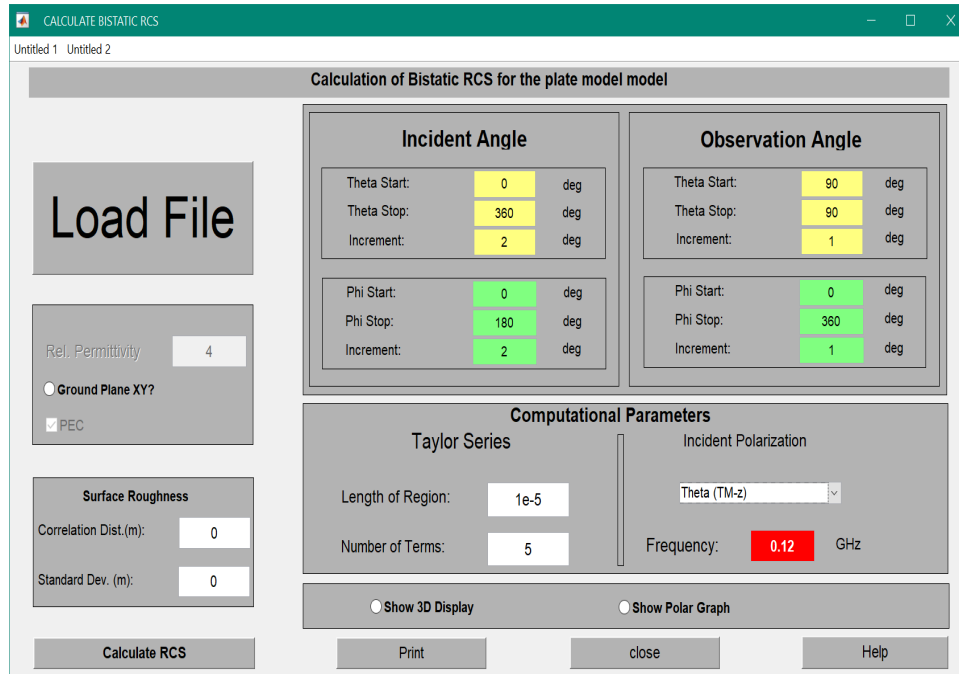 CALCULATE BISTATIC RCS
Untitled 1 Untitled 2
Calculation of Bistatic RCS for the plate model model
Load File
Rel. Permittivity 4
Ground Plane XY?
PEC
Surface Roughness
Correlation Dist.(m): 0
Standard Dev. (m): 0
Calculate RCS
Incident Angle
Theta Start: 0 deg
Theta Stop: 360 deg
Increment: 2 deg
Phi Start: 0 deg
Phi Stop: 180 deg
Increment: 2 deg
Observation Angle
Theta Start: 90 deg
Theta Stop: 90 deg
Increment: 1 deg
Phi Start: 0 deg
Phi Stop: 360 deg
Increment: 1 deg
Computational Parameters
Taylor Series
Length of Region: 1e-5
Number of Terms: 5
Incident Polarization
Theta (TM-z)
Frequency: 0.12 GHz
Show 3D Display
Show Polar Graph
Print
close
Help